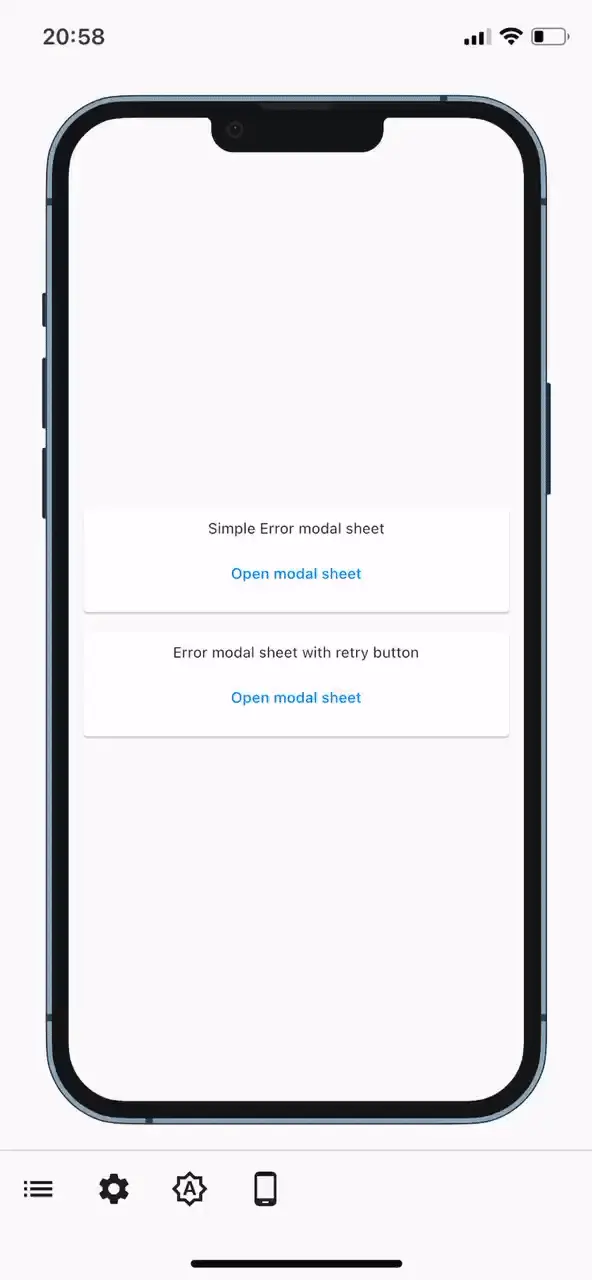 20:58
Simple Error modal sheet
Open modal sheet
Error modal sheet with retry button
Open modal sheet
A